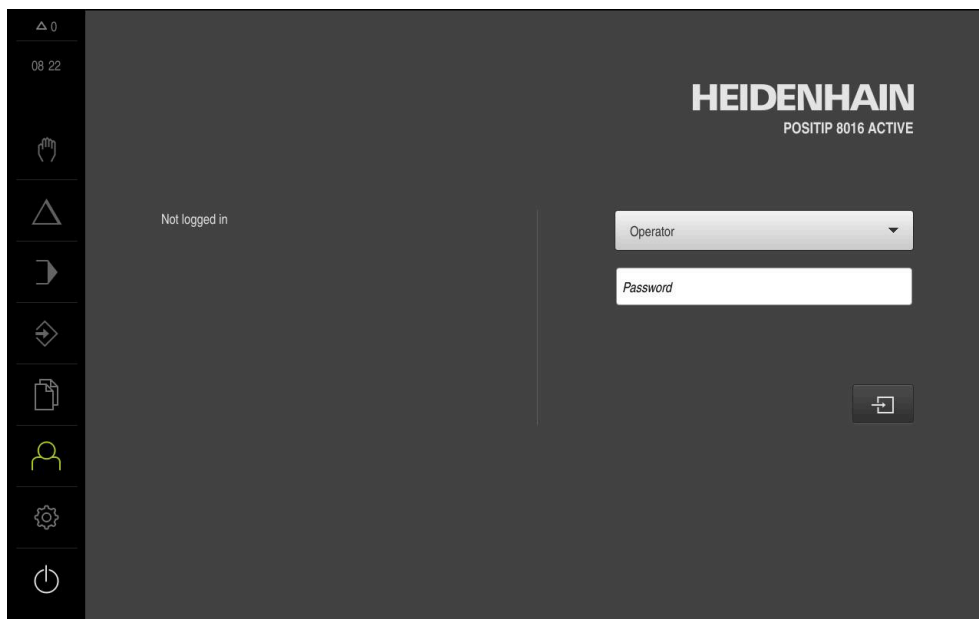 △ 0
08 22
HEIDENHAIN
POSITIP 8016 ACTIVE
Not logged in
Operator
Password